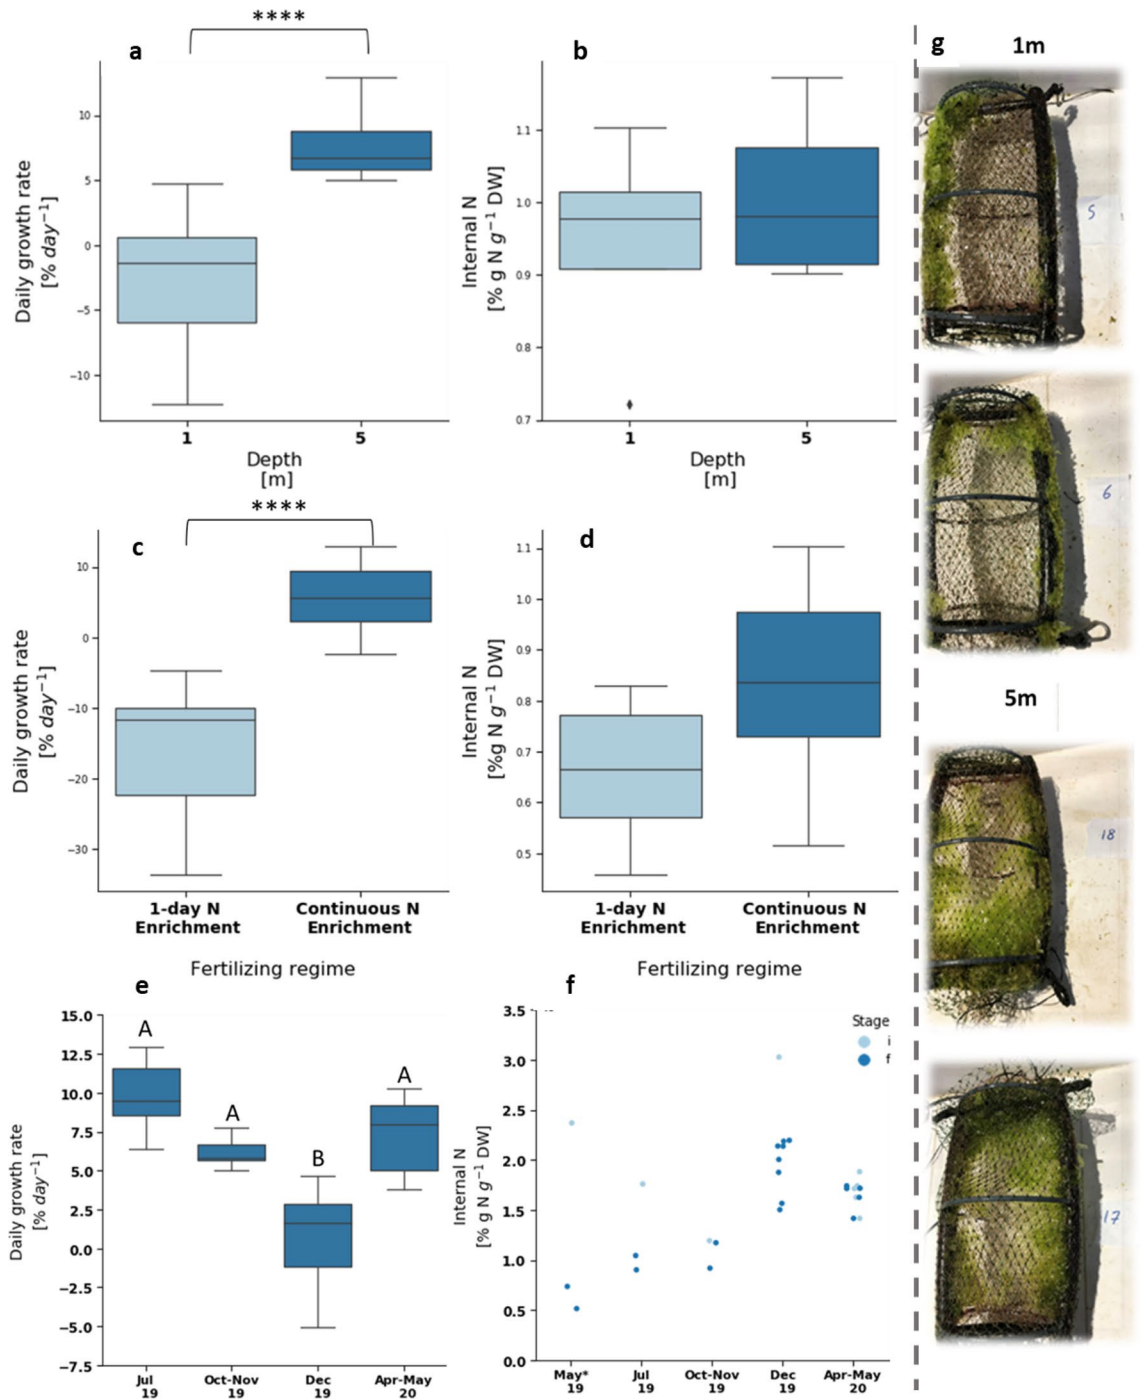 a
****
Daily growth rate
[% day⁻¹]
10
5
0
−5
−10
1
5
Depth
[m]
b
Internal N
[% g N g⁻¹ DW]
1.1
1.0
0.9
0.8
0.7
1
5
Depth
[m]
c
****
Daily growth rate
[% day⁻¹]
10
0
−10
−20
−30
1-day N
Enrichment
Continuous N
Enrichment
Fertilizing regime
d
Internal N
[%g N g⁻¹ DW]
1.1
1.0
0.9
0.8
0.7
0.6
0.5
1-day N
Enrichment
Continuous N
Enrichment
Fertilizing regime
e
Daily growth rate
[% day⁻¹]
15.0
12.5
10.0
7.5
5.0
2.5
0.0
−2.5
−5.0
−7.5
A
A
B
A
Jul
19
Oct-Nov
19
Dec
19
Apr-May
20
f
Internal N
[% g N g⁻¹ DW]
3.5
3.0
2.5
2.0
1.5
1.0
0.5
0.0
Stage
i
f
May*
19
Jul
19
Oct-Nov
19
Dec
19
Apr-May
20
g
1m
5
6
5m
18
17